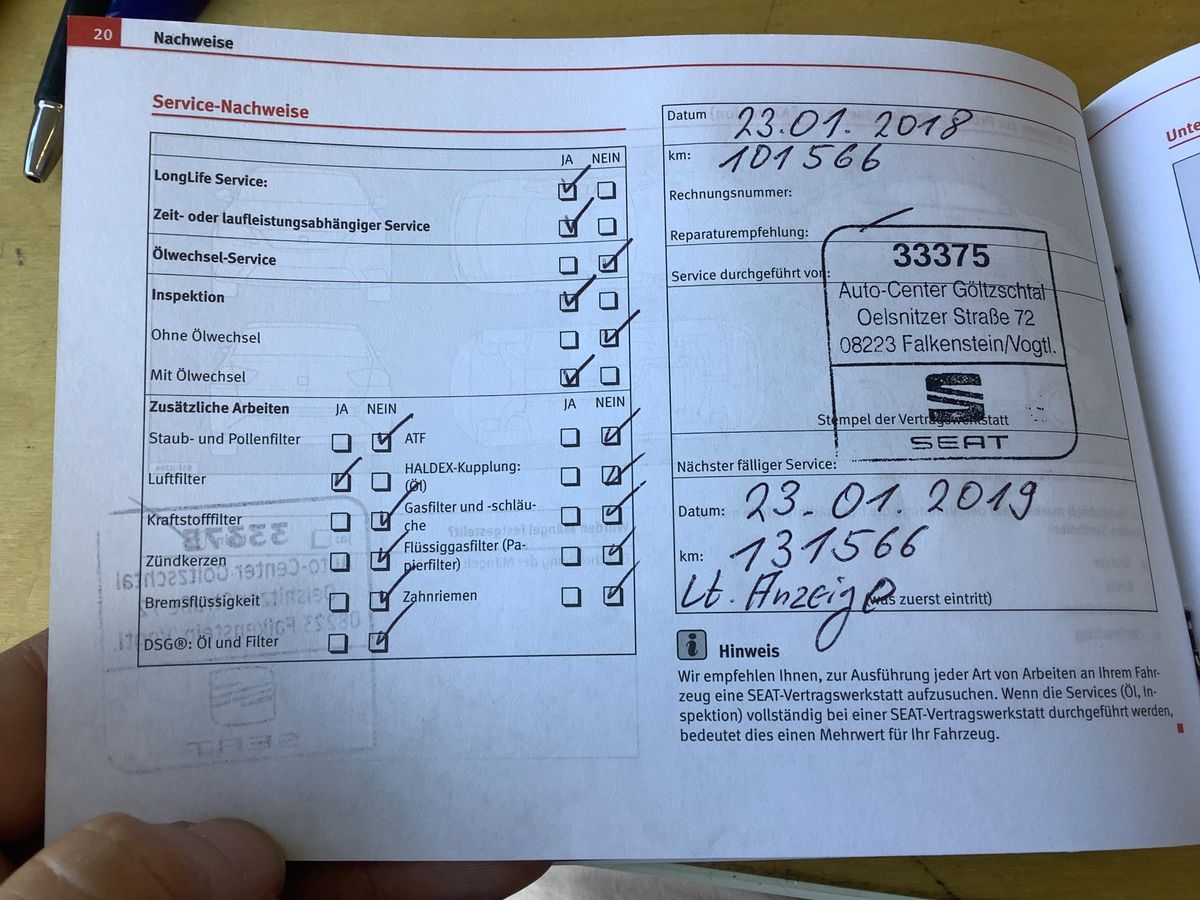 20 Nachweise
Service-Nachweise
JA NEIN
LongLife Service:
Zeit- oder laufleistungsabhängiger Service
Ölwechsel-Service
Inspektion
Ohne Ölwechsel
Mit Ölwechsel
Zusätzliche Arbeiten JA NEIN JA NEIN
Staub- und Pollenfilter
ATF
Luftfilter
HALDEX-Kupplung:
(Öl)
Kraftstofffilter
Gasfilter und -schläu-
che
Zündkerzen
Flüssiggasfilter (Pa-
pierfilter)
Bremsflüssigkeit
Zahnriemen
DSG®: Öl und Filter
Datum 23.01.2018
km: 101566
Rechnungsnummer:
Reparaturempfehlung:
Service durchgeführt von:
33375
Auto-Center Göltzschtal
Oelsnitzer Straße 72
08223 Falkenstein/Vogtl.
Stempel der Vertragswerkstatt
SEAT
Nächster fälliger Service:
Datum: 23.01.2019
km: 131566
Lt. Anzeige (was zuerst eintritt)
Hinweis
Wir empfehlen Ihnen, zur Ausführung jeder Art von Arbeiten an Ihrem Fahr-
zeug eine SEAT-Vertragswerkstatt aufzusuchen. Wenn die Services (Öl, In-
spektion) vollständig bei einer SEAT-Vertragswerkstatt durchgeführt werden,
bedeutet dies einen Mehrwert für Ihr Fahrzeug.